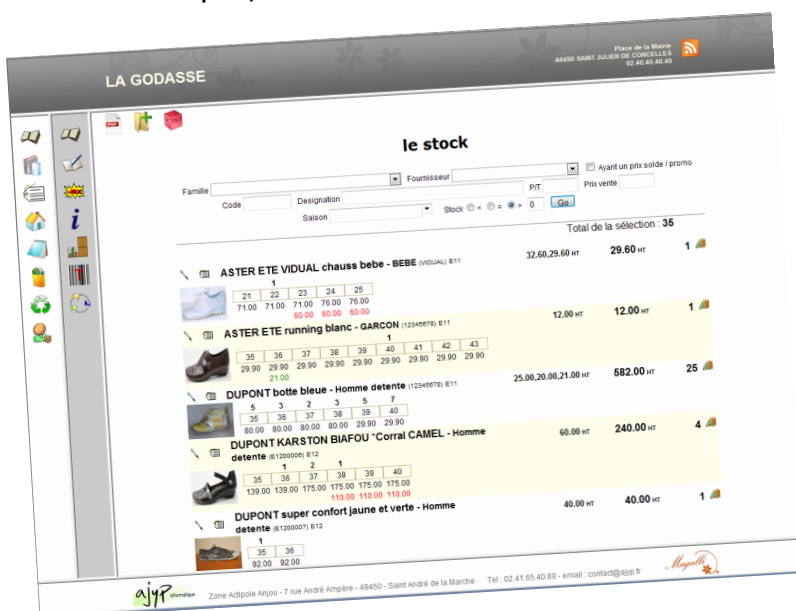 LA GODASSE
Place de la Mairie
44450 SAINT JULIEN DE CONCELLES
02.40.40.40.40
le stock
Famille Fournisseur Ayant un prix solde / promo
Code Designation P/T Prix vente
Saison Stock < = > 0 Go
Total de la sélection : 35
ASTER ETE VIDUAL chauss bebe - BEBE (VIDUAL) E11 32.60,29.60 HT 29.60 HT 1
1
21 22 23 24 25
71.00 71.00 71.00 76.00 76.00
60.00 60.00 60.00
ASTER ETE running blanc - GARCON (12345678) E11 12.00 HT 12.00 HT 1
1
35 36 37 38 39 40 41 42 43
29.90 29.90 29.90 29.90 29.90 29.90 29.90 29.90 29.90
21.00
DUPONT botte bleue - Homme detente (12345678) E11 25.00,20.00,21.00 HT 582.00 HT 25
5 3 2 3 5 7
35 36 37 38 39 40
80.00 80.00 80.00 80.00 29.90 29.90
DUPONT KARSTON BIAFOU "Corral CAMEL - Homme 60.00 HT 240.00 HT 4
detente (E1200006) E12
1 2 1
35 36 37 38 39 40
139.00 139.00 175.00 175.00 175.00 175.00
110.00 110.00 110.00
DUPONT super confort jaune et verte - Homme 40.00 HT 40.00 HT 1
detente (E1200007) E12
1
35 36
92.00 92.00
ajyp informatique Zone Actipole Anjou - 7 rue André Ampère - 49450 - Saint André de la Marche Tel : 02.41.65.40.89 - email : contact@ajyp.fr Magalli